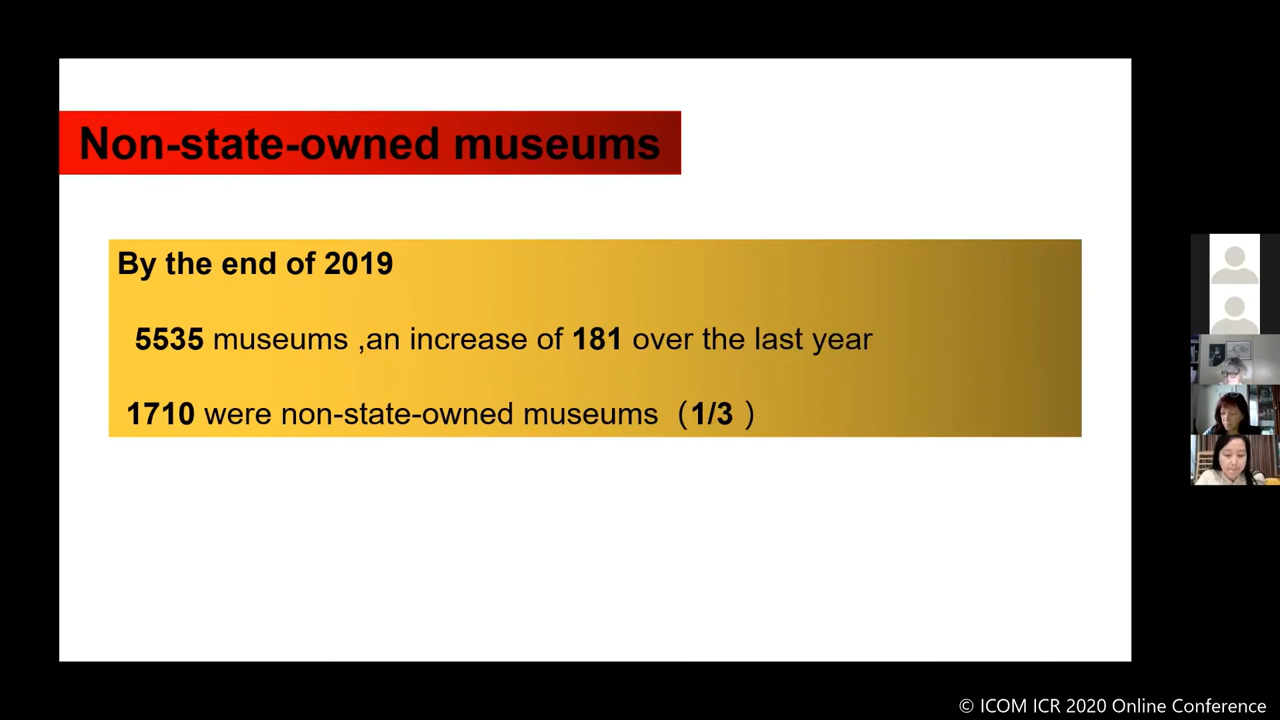 Non-state-owned museums
By the end of 2019
5535 museums ,an increase of 181 over the last year
1710 were non-state-owned museums （1/3 ）
© ICOM ICR 2020 Online Conference